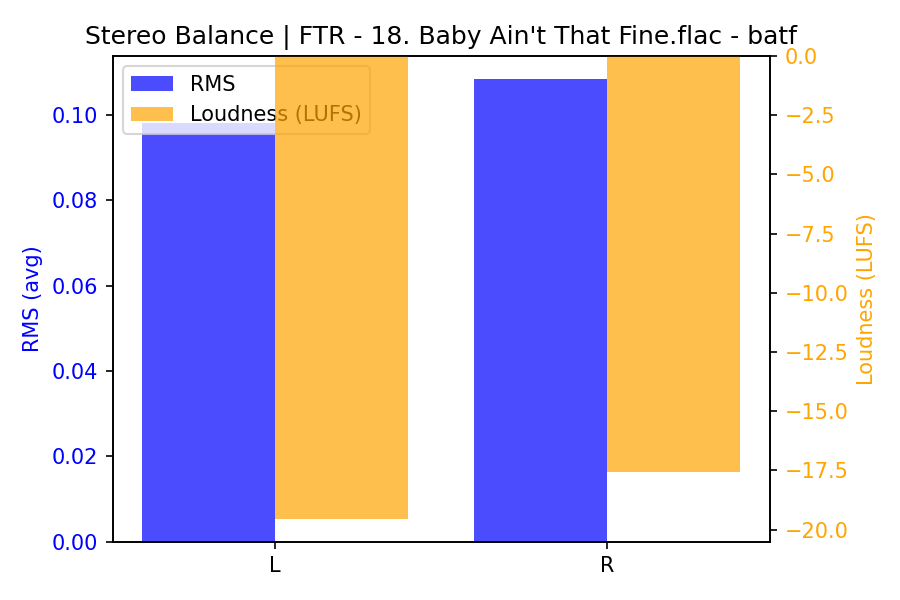 Stereo Balance | FTR - 18. Baby Ain't That Fine.flac - batf
RMS
Loudness (LUFS)
RMS (avg)
0.10
0.08
0.06
0.04
0.02
0.00
L
R
0.0
−2.5
−5.0
−7.5
−10.0
−12.5
−15.0
−17.5
−20.0
Loudness (LUFS)